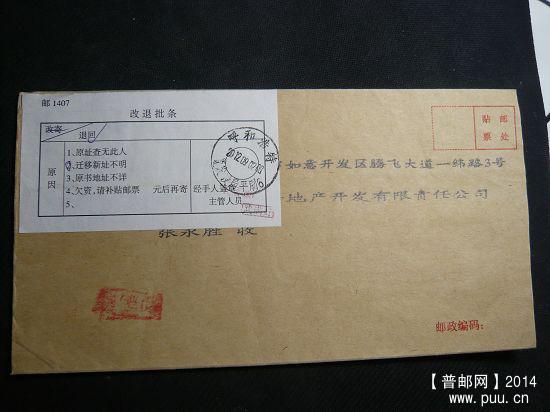 邮1407
改退批条
改寄
退回
原因
1、原址查无此人
2、迁移新址不明
3、原书地址不详
4、欠资,请补贴邮票 元后再寄
5、
经手人
主管人员
呼和浩特
贴邮
票处
如意开发区腾飞大道一纬路3号
地产开发有限责任公司
张永胜 收
邮政编码:
【普邮网】2014
www.puu.cn